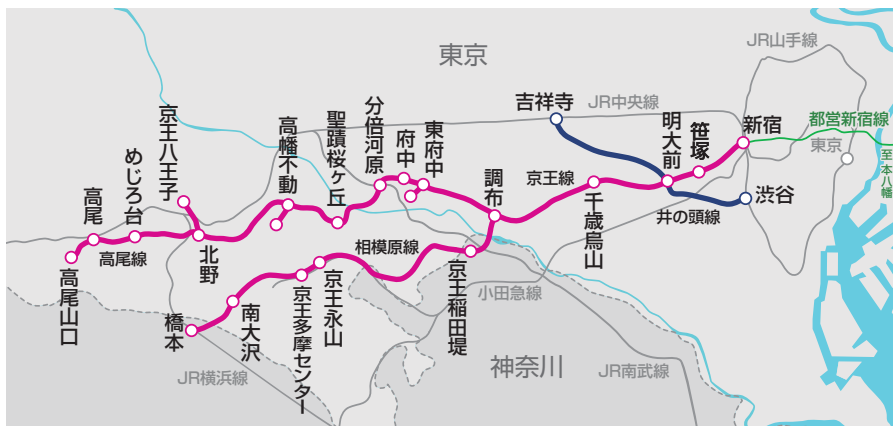 JR山手線
東京
吉祥寺
JR中央線
新宿
都営新宿線
至本八幡
東京
笹塚
明大前
京王八王子
高幡不動
聖蹟桜ヶ丘
分倍河原
府中
東府中
調布
京王線
千歳烏山
井の頭線
渋谷
めじろ台
高尾
高尾線
高尾山口
北野
相模原線
京王稲田堤
小田急線
京王永山
京王多摩センター
南大沢
橋本
JR横浜線
神奈川
JR南武線